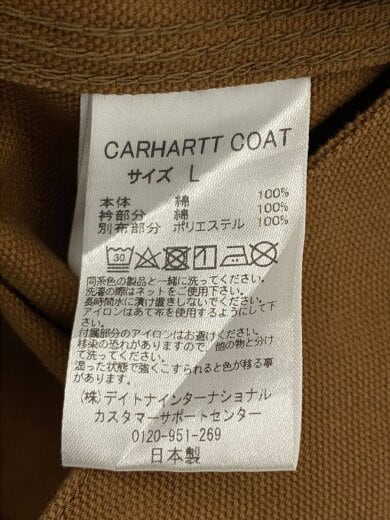 CARHARTT COAT
サイズ L
本体 綿 100%
衿部分 綿 100%
別布部分 ポリエステル 100%
30
同系色の製品と一緒に洗ってください。
洗濯の際はネットをご使用下さい。
長時間水に漬け置きしないでください。
アイロンはあて布を使用するようにして下さい。
付属部分のアイロンはお避けください。
移染の恐れがありますので、他の物と分けて洗ってください。
湿った状態で強くこすられると色が移る事があります。
(株)デイトナインターナショナル
カスタマーサポートセンター
0120-951-269
日本製